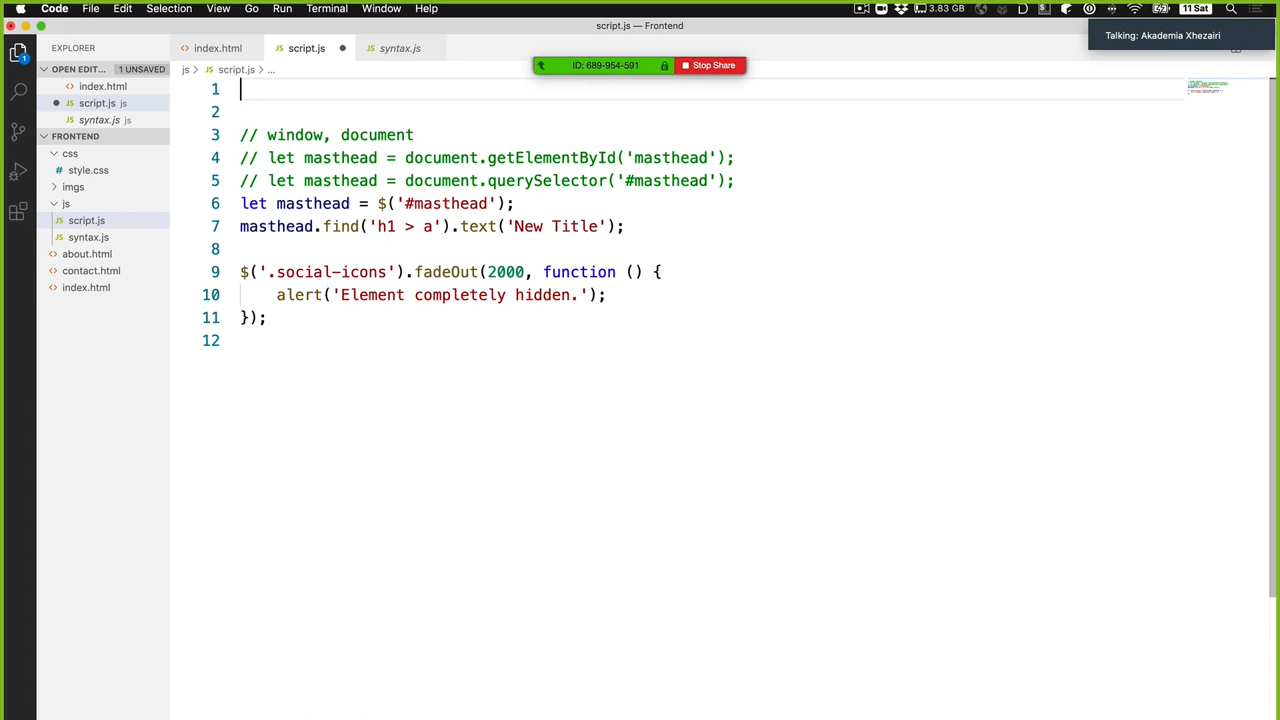 Code File Edit Selection View Go Run Terminal Window Help 3.83 GB 11 Sat
script.js — Frontend
Talking: Akademia Xhezairi
EXPLORER
index.html script.js syntax.js
ID: 689-954-591 Stop Share
OPEN EDIT... 1 UNSAVED
js > JS script.js > ...
index.html
script.js js
JS syntax.js js
FRONTEND
css
# style.css
imgs
js
JS script.js
JS syntax.js
about.html
contact.html
index.html
1
1
2
3 // window, document
4 // let masthead = document.getElementById('masthead');
5 // let masthead = document.querySelector('#masthead');
6 let masthead = $('#masthead');
7 masthead.find('h1 > a').text('New Title');
8
9 $('.social-icons').fadeOut(2000, function () {
10 alert('Element completely hidden.');
11 });
12